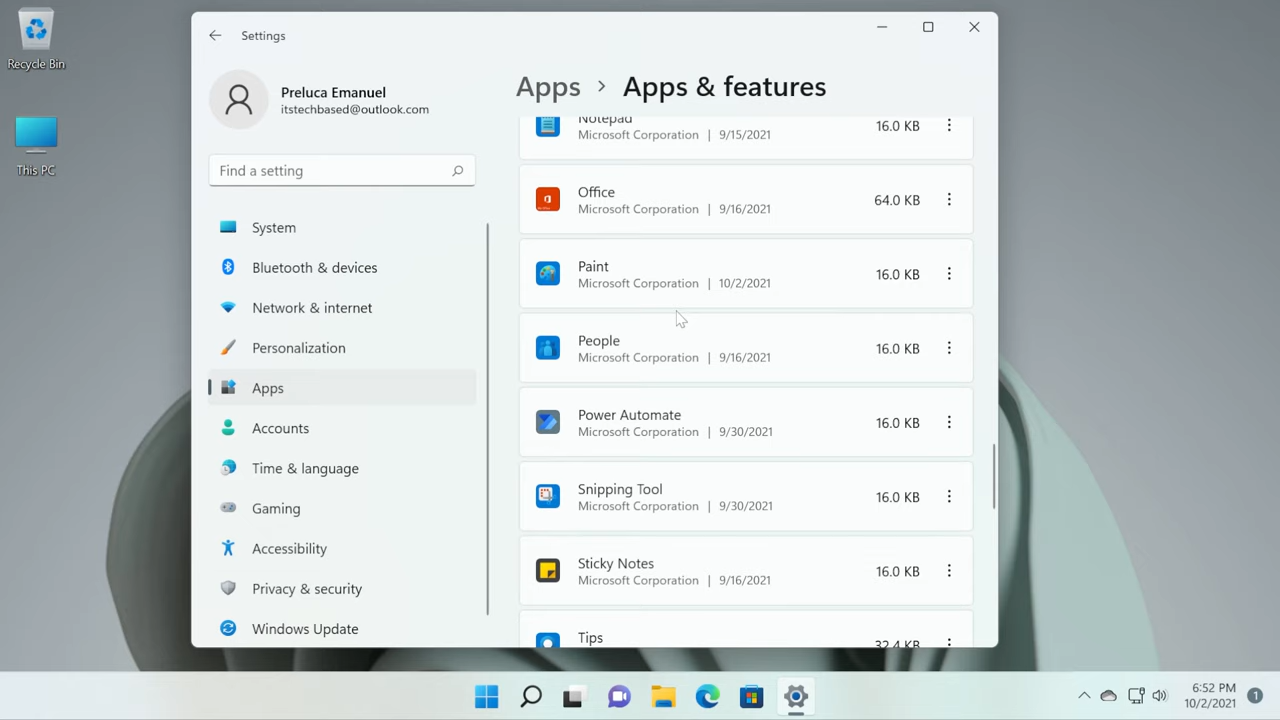 Recycle Bin
This PC
Settings
Preluca Emanuel
itstechbased@outlook.com
Find a setting
System
Bluetooth & devices
Network & internet
Personalization
Apps
Accounts
Time & language
Gaming
Accessibility
Privacy & security
Windows Update
Apps > Apps & features
Notepad
Microsoft Corporation | 9/15/2021
16.0 KB
Office
Microsoft Corporation | 9/16/2021
64.0 KB
Paint
Microsoft Corporation | 10/2/2021
16.0 KB
People
Microsoft Corporation | 9/16/2021
16.0 KB
Power Automate
Microsoft Corporation | 9/30/2021
16.0 KB
Snipping Tool
Microsoft Corporation | 9/30/2021
16.0 KB
Sticky Notes
Microsoft Corporation | 9/16/2021
16.0 KB
Tips
32.4 KB
6:52 PM
10/2/2021
1